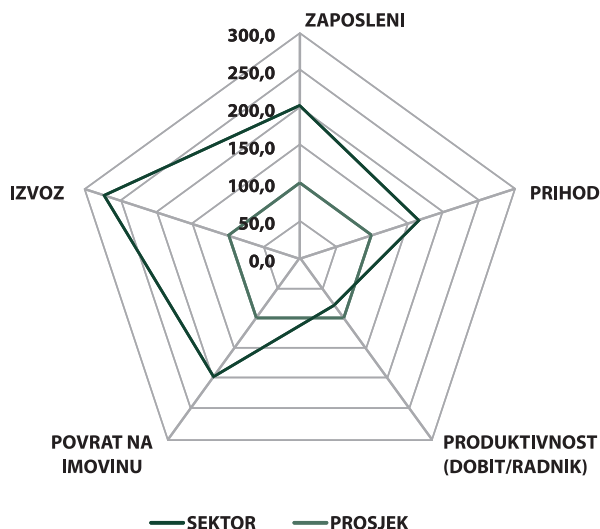 ZAPOSLENI
300,0
250,0
200,0
150,0
100,0
50,0
0,0
IZVOZ
PRIHOD
POVRAT NA
IMOVINU
PRODUKTIVNOST
(DOBIT/RADNIK)
SEKTOR
PROSJEK